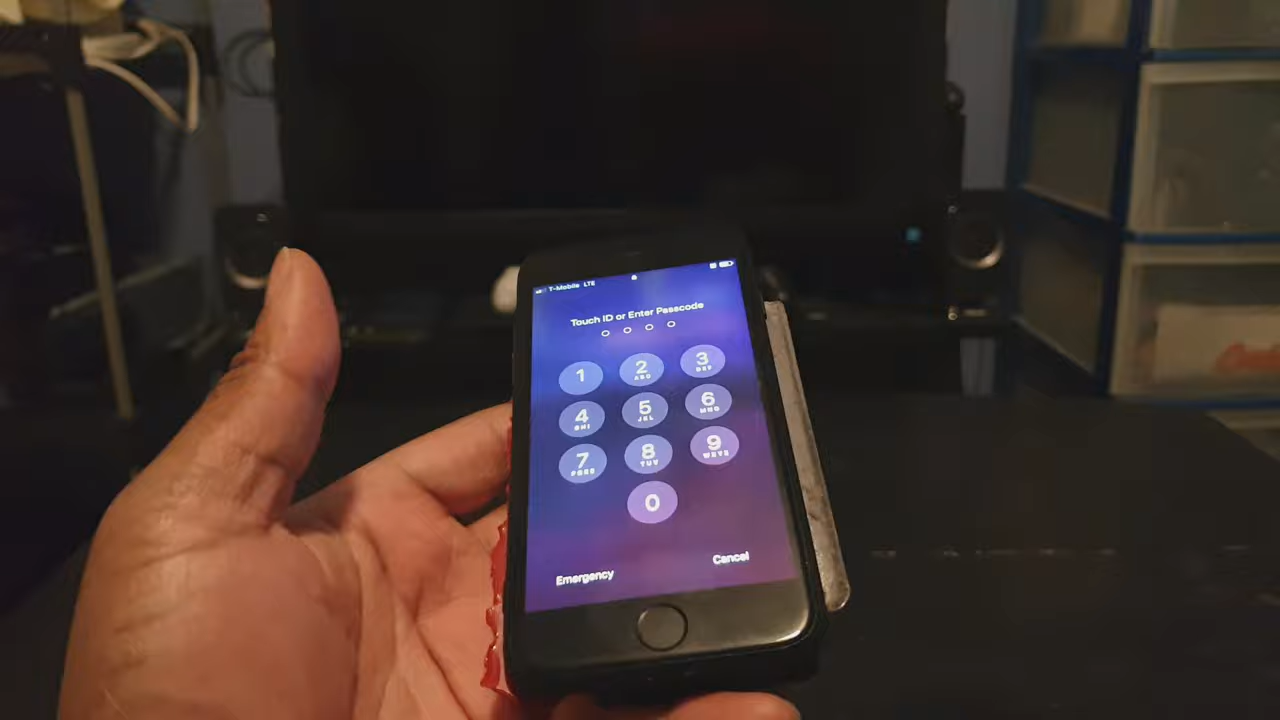 T-Mobile LTE
Touch ID or Enter Passcode
1 2 3
ABC DEF
4 5 6
GHI JKL MNO
7 8 9
PQRS TUV WXYZ
0
Emergency Cancel